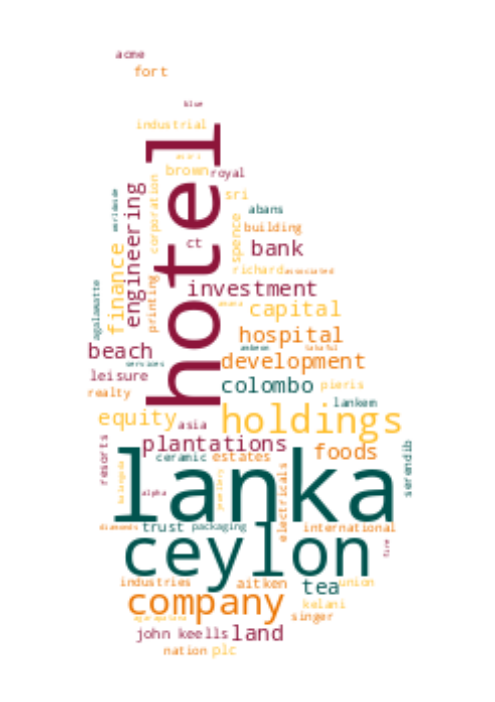 acme
fort
blue
industrial
asiri
brown royal
hotel
sri
worldwide
engineering
corporation
abans
spence
building
ct
bank
finance
richard associated
printing
investment
agalawatte
capital
hospital
beach
services
development
leisure
colombo pieris
realty
lankem
equity asia
holdings
plantations
foods
resorts
ceramic estates
serendib
lanka
electricals
alpha
diamonds trust packaging international
ceylon
fire
industries aitken union
tea
company
kelani
singer
john keells land
nation plc